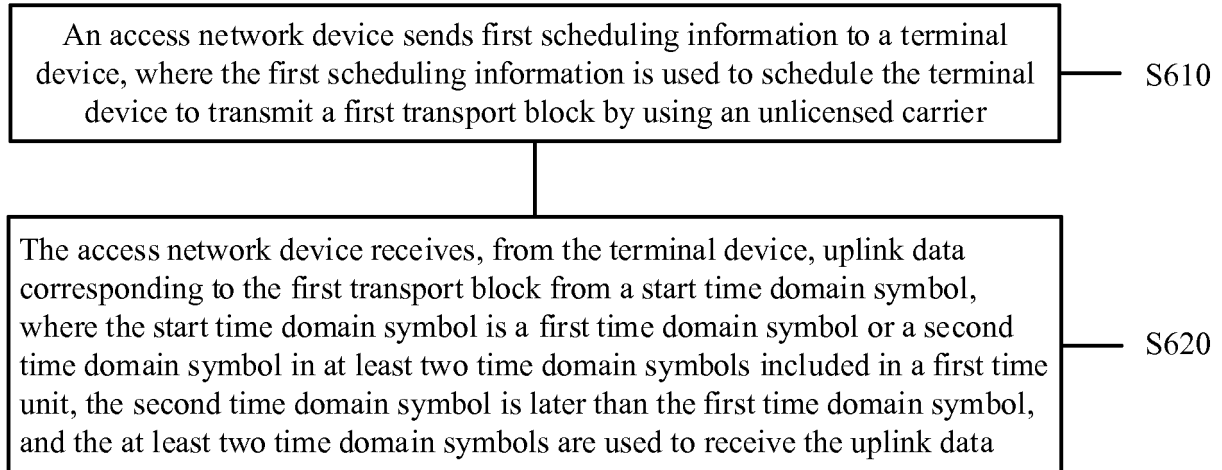 An access network device sends first scheduling information to a terminal
device, where the first scheduling information is used to schedule the terminal
device to transmit a first transport block by using an unlicensed carrier
S610
The access network device receives, from the terminal device, uplink data
corresponding to the first transport block from a start time domain symbol,
where the start time domain symbol is a first time domain symbol or a second
time domain symbol in at least two time domain symbols included in a first time
unit, the second time domain symbol is later than the first time domain symbol,
and the at least two time domain symbols are used to receive the uplink data
S620